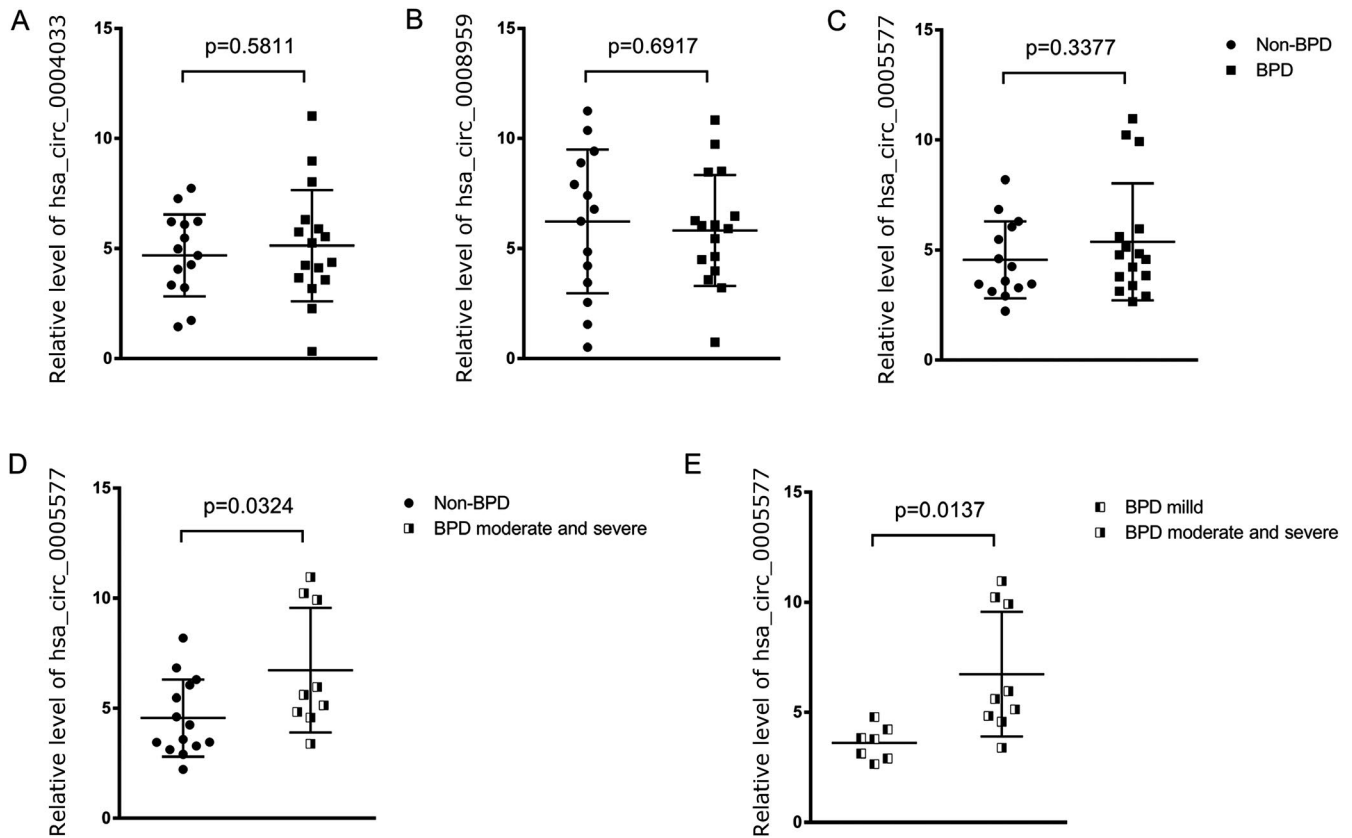 A
Relative level of hsa_circ_0004033
15
10
5
0
p=0.5811
B
Relative level of hsa_circ_0008959
15
10
5
0
p=0.6917
C
Relative level of hsa_circ_0005577
15
10
5
0
p=0.3377
Non-BPD
BPD
D
Relative level of hsa_circ_0005577
15
10
5
0
p=0.0324
Non-BPD
BPD moderate and severe
E
Relative level of hsa_circ_0005577
15
10
5
0
p=0.0137
BPD milld
BPD moderate and severe